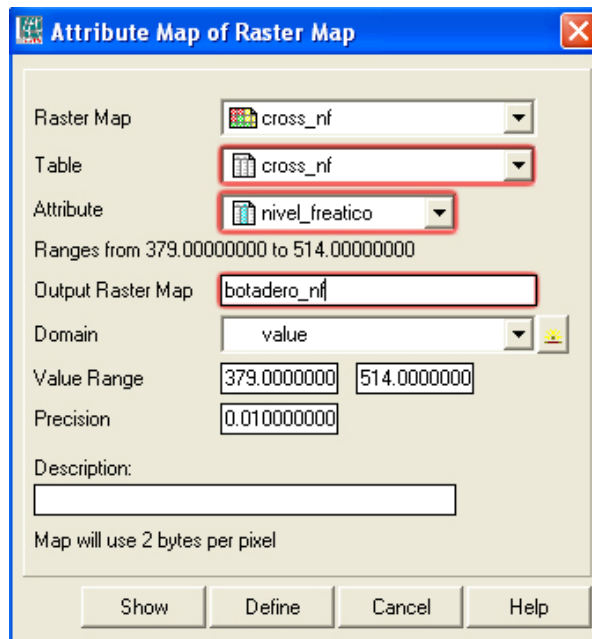 Attribute Map of Raster Map
Raster Map cross_nf
Table cross_nf
Attribute nivel_freatico
Ranges from 379.00000000 to 514.00000000
Output Raster Map botadero_nf
Domain value
Value Range 379.0000000 514.0000000
Precision 0.010000000
Description:
Map will use 2 bytes per pixel
Show Define Cancel Help